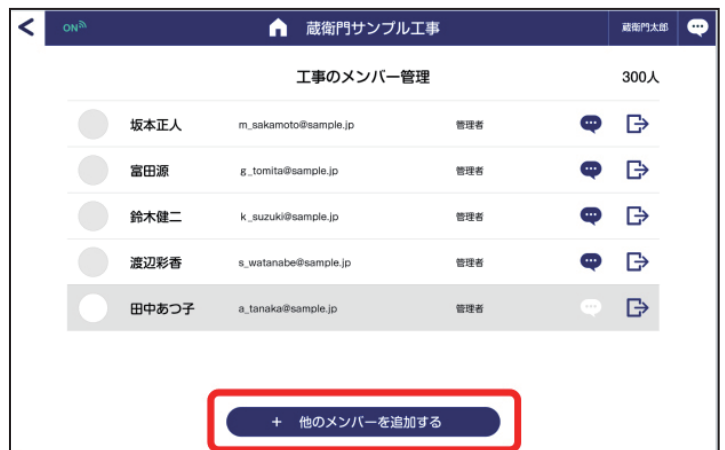 ON 蔵衛門サンプル工事 蔵衛門太郎
工事のメンバー管理 300人
坂本正人 m_sakamoto@sample.jp 管理者
富田源 g_tomita@sample.jp 管理者
鈴木健二 k_suzuki@sample.jp 管理者
渡辺彩香 s_watanabe@sample.jp 管理者
田中あつ子 a_tanaka@sample.jp 管理者
+ 他のメンバーを追加する